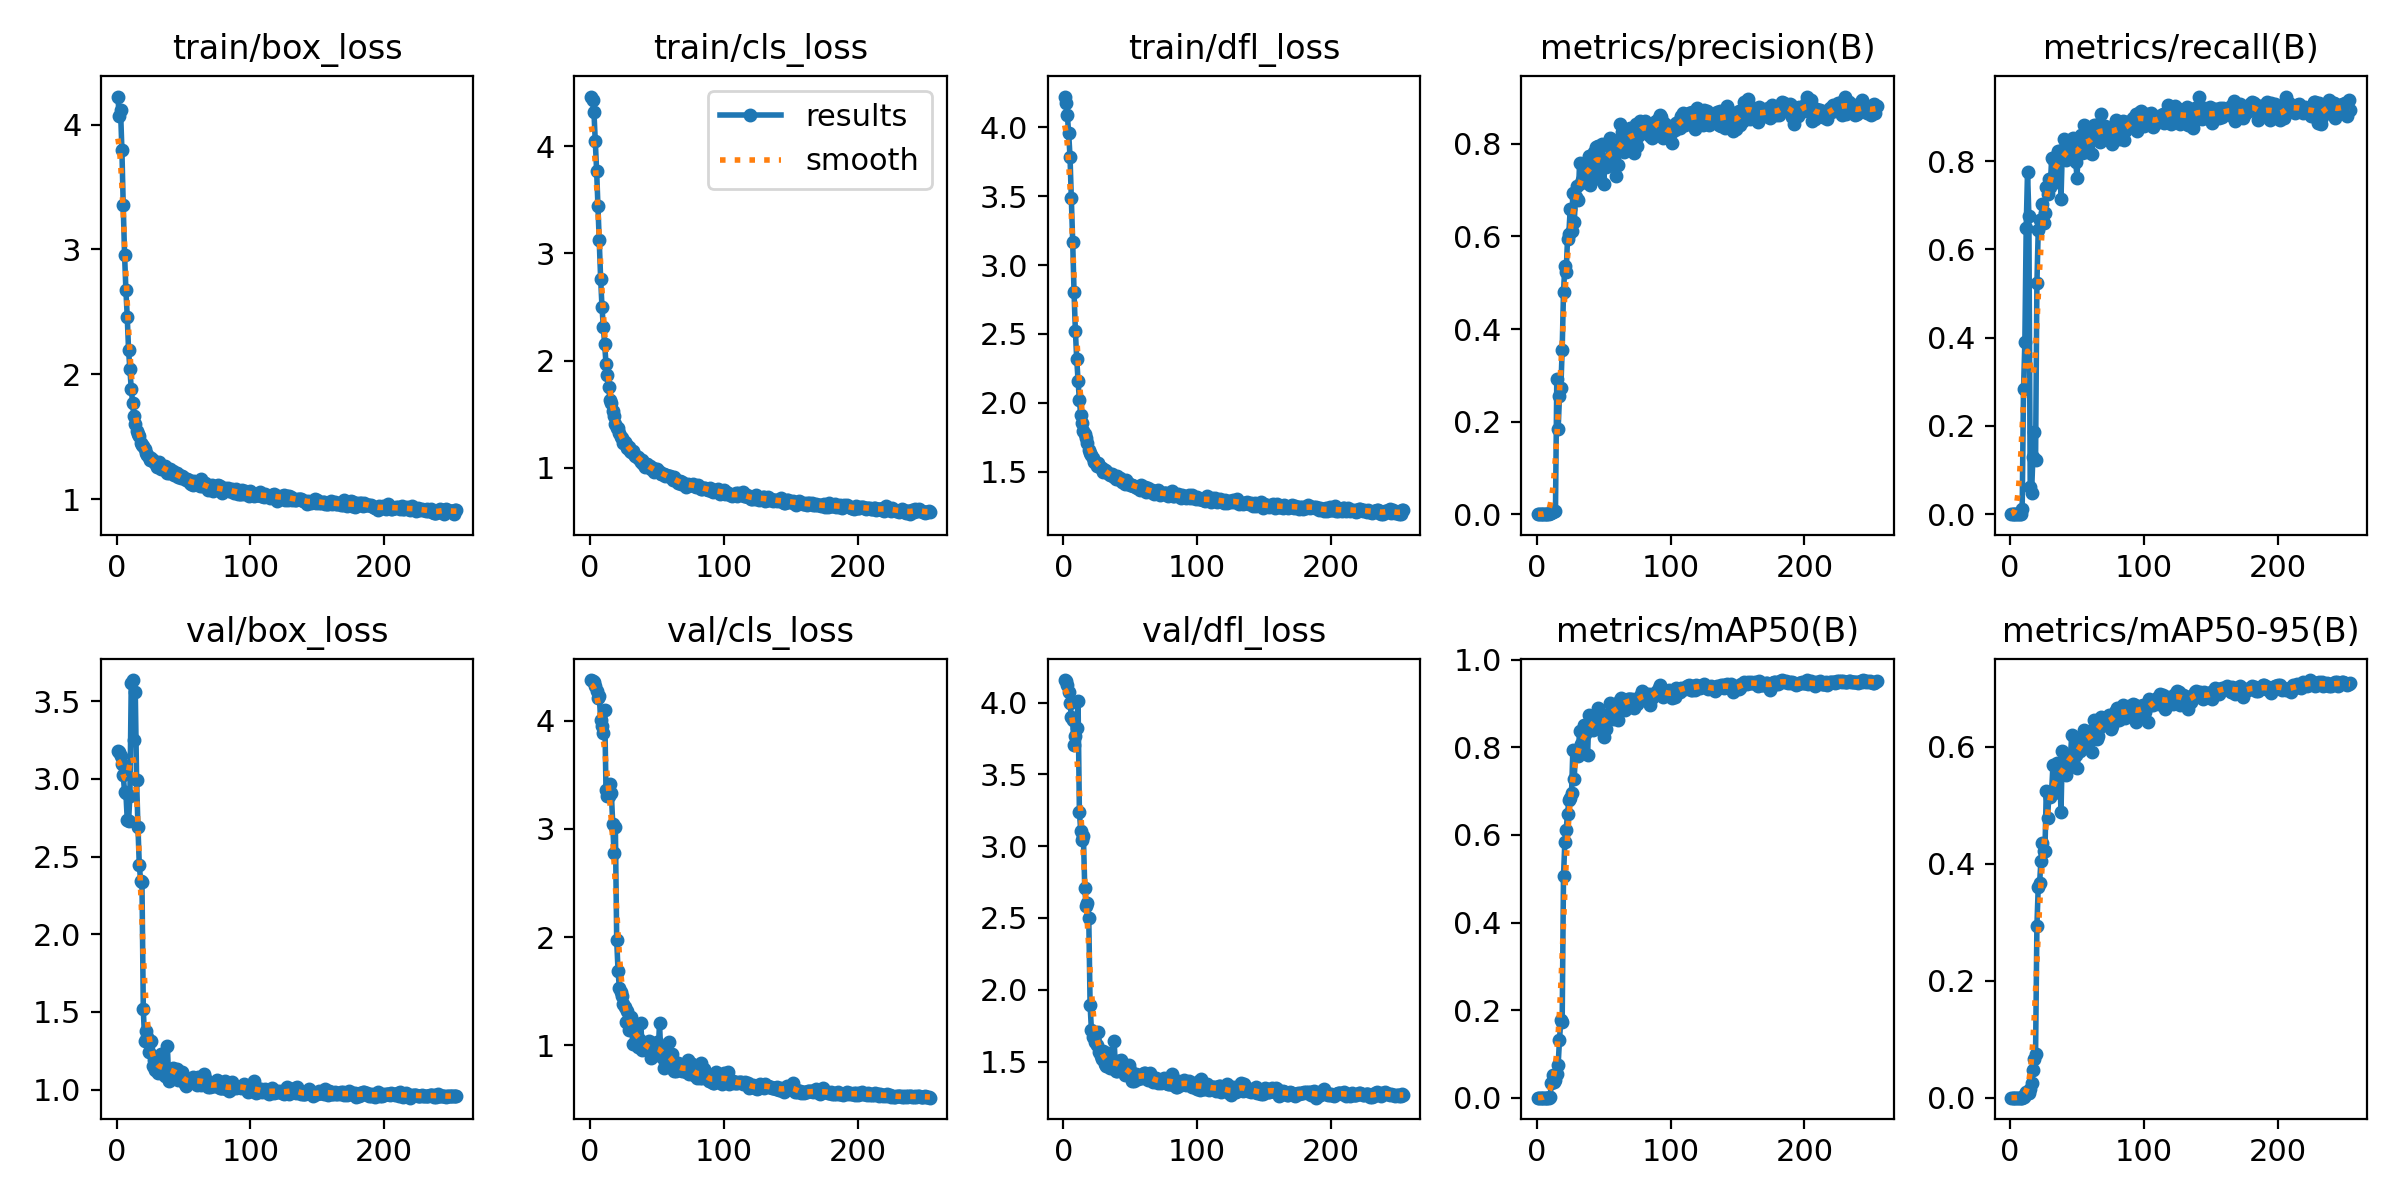 train/box_loss
4
3
2
1
0 100 200
train/cls_loss
results
smooth
4
3
2
1
0 100 200
train/dfl_loss
4.0
3.5
3.0
2.5
2.0
1.5
0 100 200
metrics/precision(B)
0.8
0.6
0.4
0.2
0.0
0 100 200
metrics/recall(B)
0.8
0.6
0.4
0.2
0.0
0 100 200
val/box_loss
3.5
3.0
2.5
2.0
1.5
1.0
0 100 200
val/cls_loss
4
3
2
1
0 100 200
val/dfl_loss
4.0
3.5
3.0
2.5
2.0
1.5
0 100 200
metrics/mAP50(B)
1.0
0.8
0.6
0.4
0.2
0.0
0 100 200
metrics/mAP50-95(B)
0.6
0.4
0.2
0.0
0 100 200